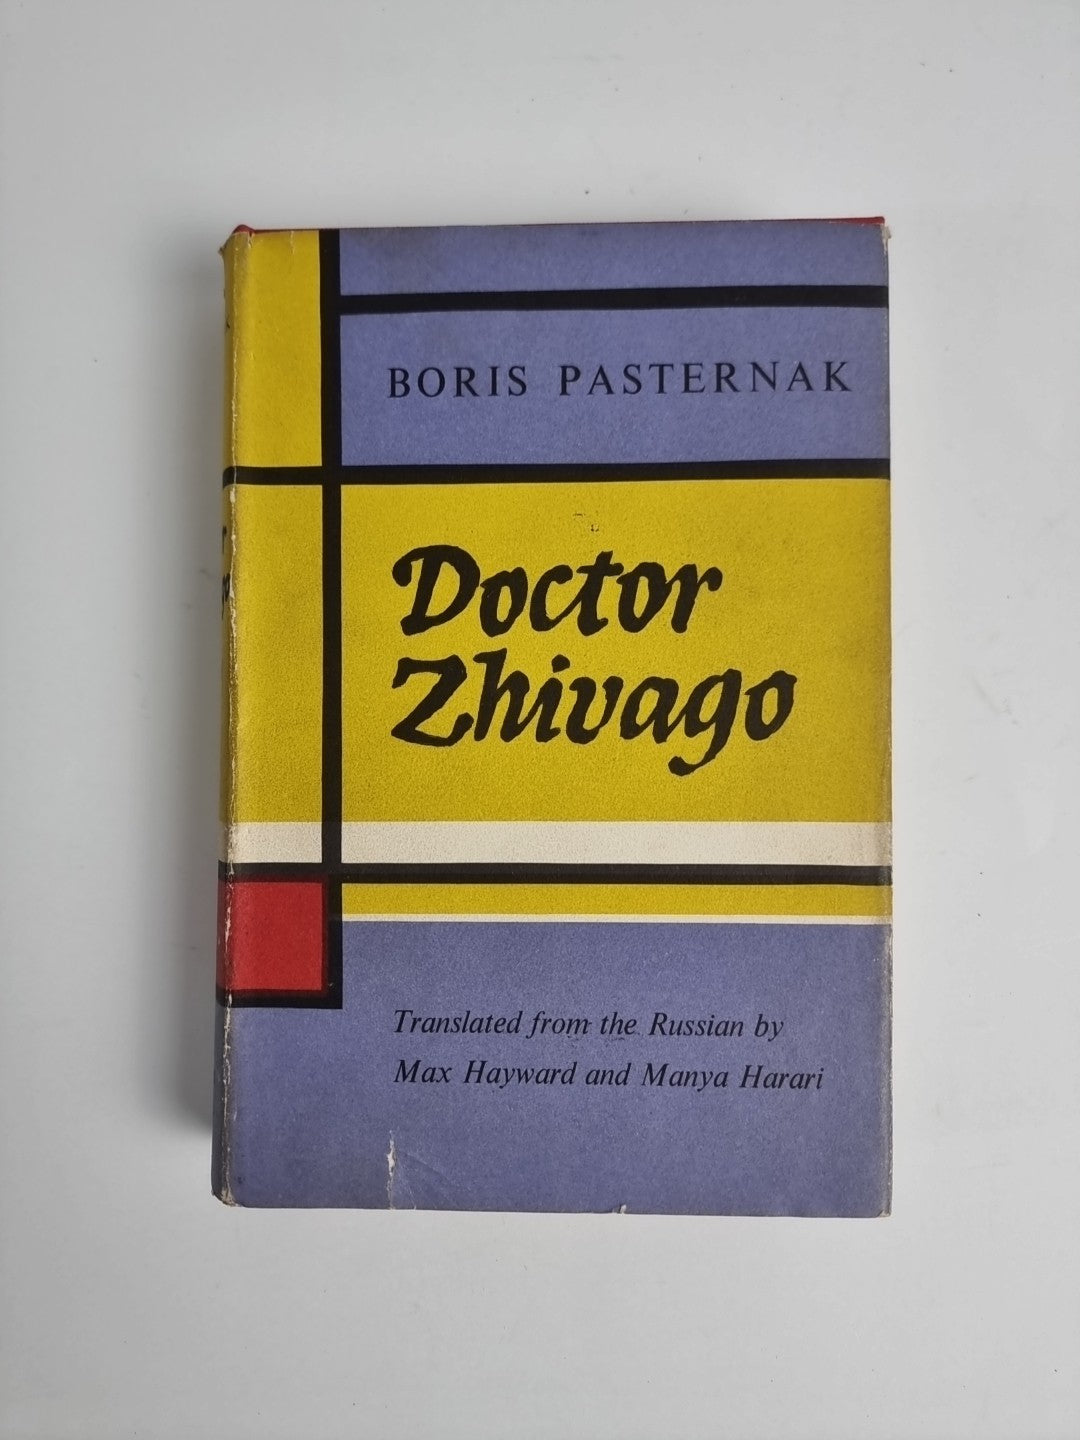 BORIS PASTERNAK
Doctor
Zhivago
Translated from the Russian by
Max Hayward and Manya Harari